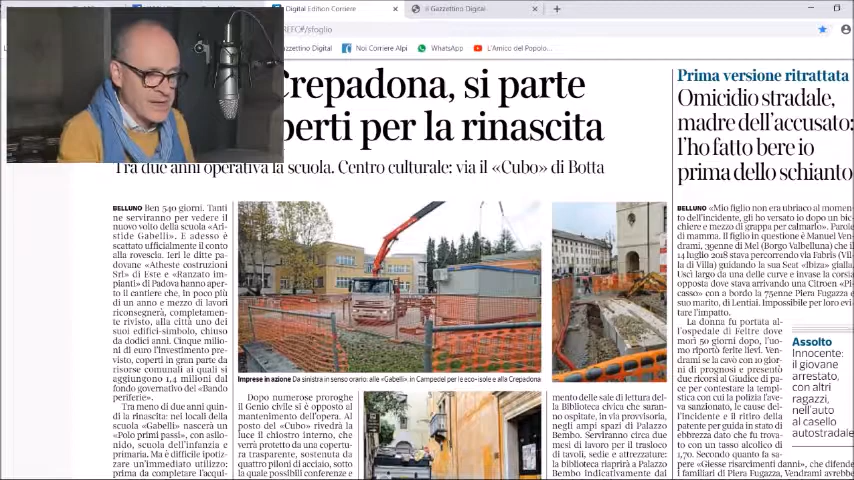 Digital Edition Corriere
Il Gazzettino Digital
REFC#/sfoglio
Gazzettino Digital
Noi Corriere Alpi
WhatsApp
L'Amico del Popolo...
Crepadona, si parte
perti per la rinascita
Tra due anni operativa la scuola. Centro culturale: via il «Cubo» di Botta
BELLUNO Ben 540 giorni. Tanti
ne serviranno per vedere il
nuovo volto della scuola «Ari-
stide Gabelli». E adesso è
scattato ufficialmente il conto
alla rovescia. Ieri le ditte pa-
dovane «Atheste costruzioni
Srl» di Este e «Ranzato im-
pianti» di Padova hanno aper-
to il cantiere che, in poco più
di un anno e mezzo di lavori
riconsegnerà, completamen-
te rivisto, alla città uno dei
suoi edifici-simbolo, chiuso
da dodici anni. Cinque milio-
ni di euro l'investimento pre-
visto, coperti in gran parte da
risorse comunali ai quali si
aggiungono 1,4 milioni dal
fondo governativo del «Bando
periferie».
Tra meno di due anni quin-
di la rinascita: nei locali della
scuola «Gabelli» nascerà un
«Polo primi passi», con asilo-
nido, scuola dell'infanzia e
primaria. Ma è difficile ipotiz-
zare un'immediato utilizzo:
prima da completare l'acqui-
Imprese in azione Da sinistra in senso orario: alle «Gabelli», in Campedel per le eco-isole e alla Crepadona
Dopo numerose proroghe
il Genio civile si è opposto al
mantenimento dell'opera. Al
posto del «Cubo» rivedrà la
luce il chiostro interno, che
verrà protetto da una copertu-
ra trasparente, sostenuta da
quattro piloni di acciaio, sot-
to la quale possibili conferenze e
mento delle sale di lettura del-
la Biblioteca civica che saran-
no ospitate, in via provvisoria,
negli ampi spazi di Palazzo
Bembo. Serviranno circa due
mesi di lavoro per il trasloco
di tavoli, sedie e attrezzature:
la biblioteca riaprirà a Palazzo
Bembo indicativamente dai
Prima versione ritrattata
Omicidio stradale,
madre dell'accusato:
l'ho fatto bere io
prima dello schianto
BELLUNO «Mio figlio non era ubriaco al momen-
to dell'incidente, gli ho versato io dopo un bic-
chiere e mezzo di grappa per calmarlo». Parole
di mamma. Il figlio in questione è Manuel Ven-
drami, 39enne di Mel (Borgo Valbelluna) che il
14 luglio 2018 stava percorrendo via Fabris (Vil-
la di Villa) guidando la sua Seat «Ibiza» gialla.
Uscì largo da una delle curve e invase la corsia
opposta dove stava arrivando una Citroen «Pi-
casso» con a bordo la 75enne Piera Fugazza e
suo marito, di Lentiai. Impossibile per loro evi-
tare l'impatto.
La donna fu portata al-
l'ospedale di Feltre dove
morì 50 giorni dopo, l'uo-
mo riportò ferite lievi. Ven-
drami se la cavò con 10 gior-
ni di prognosi e presentò
due ricorsi al Giudice di pa-
ce per contestare la tempi-
stica con cui la polizia l'ave-
va sanzionato, le cause del-
l'incidente e il ritiro della
patente per guida in stato di
ebbrezza dato che fu trova-
to con un tasso alcolico di
1,70. Secondo quanto fa sa-
pere «Giesse risarcimenti danni», che difende
i familiari di Piera Fugazza, Vendrami avrebbe
Assolto
Innocente:
il giovane
arrestato,
con altri
ragazzi,
nell'auto
al casello
autostradale